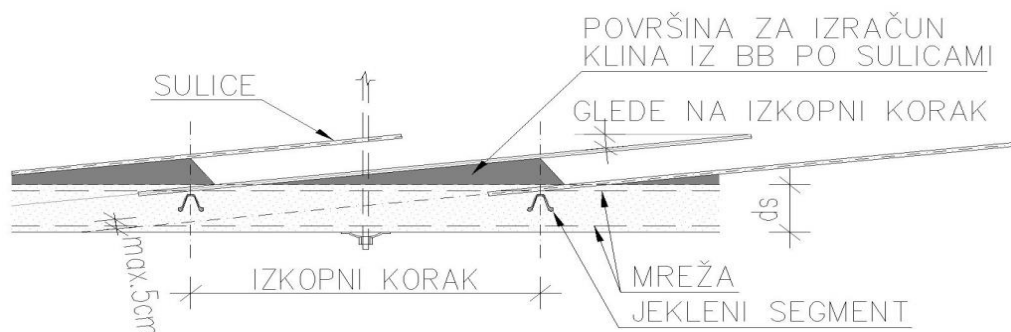 POVRŠINA ZA IZRAČUN
KLINA IZ BB PO SULICAMI
SULICE
GLEDE NA IZKOPNI KORAK
ds
max.5cm
IZKOPNI KORAK
MREŽA
JEKLENI SEGMENT